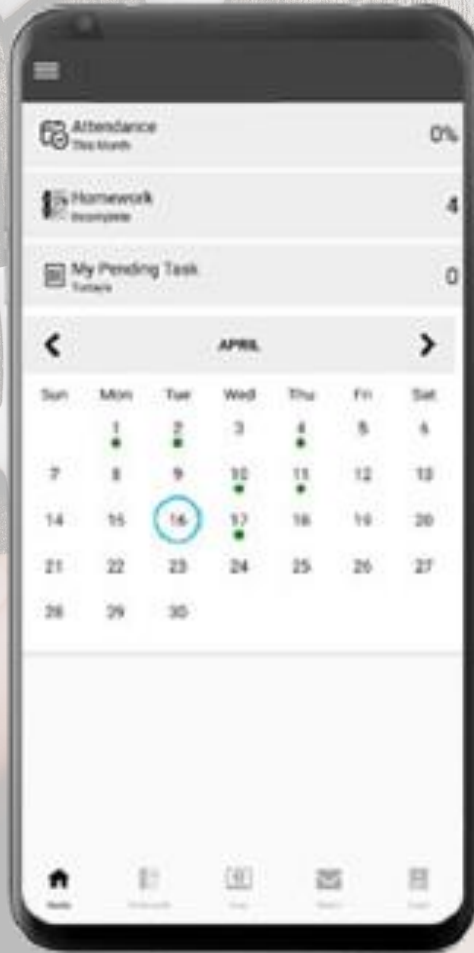 Attendance
This Month
0%
Homework
Incomplete
4
My Pending Task
Todays
0
APRIL
Sun Mon Tue Wed Thu Fri Sat
1 2 3 4 5 6
7 8 9 10 11 12 13
14 15 16 17 18 19 20
21 22 23 24 25 26 27
28 29 30
Home